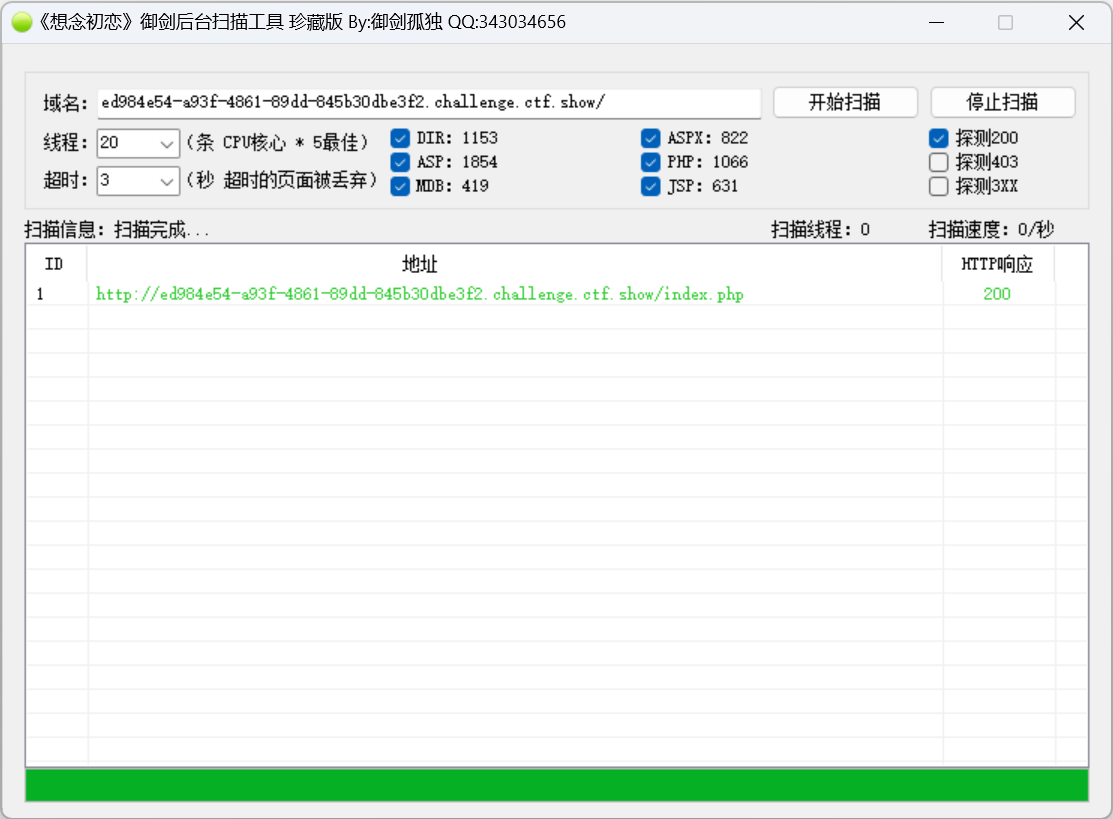 《想念初恋》御剑后台扫描工具 珍藏版 By:御剑孤独 QQ:343034656
域名: ed984e54-a93f-4861-89dd-845b30dbe3f2.challenge.ctf.show/ 开始扫描 停止扫描
线程: 20 (条 CPU核心 * 5最佳) DIR: 1153 ASPX: 822 探测200
ASP: 1854 PHP: 1066 探测403
超时: 3 (秒 超时的页面被丢弃) MDB: 419 JSP: 631 探测3XX
扫描信息: 扫描完成... 扫描线程: 0 扫描速度: 0/秒
ID 地址 HTTP响应
1 http://ed984e54-a93f-4861-89dd-845b30dbe3f2.challenge.ctf.show/index.php 200